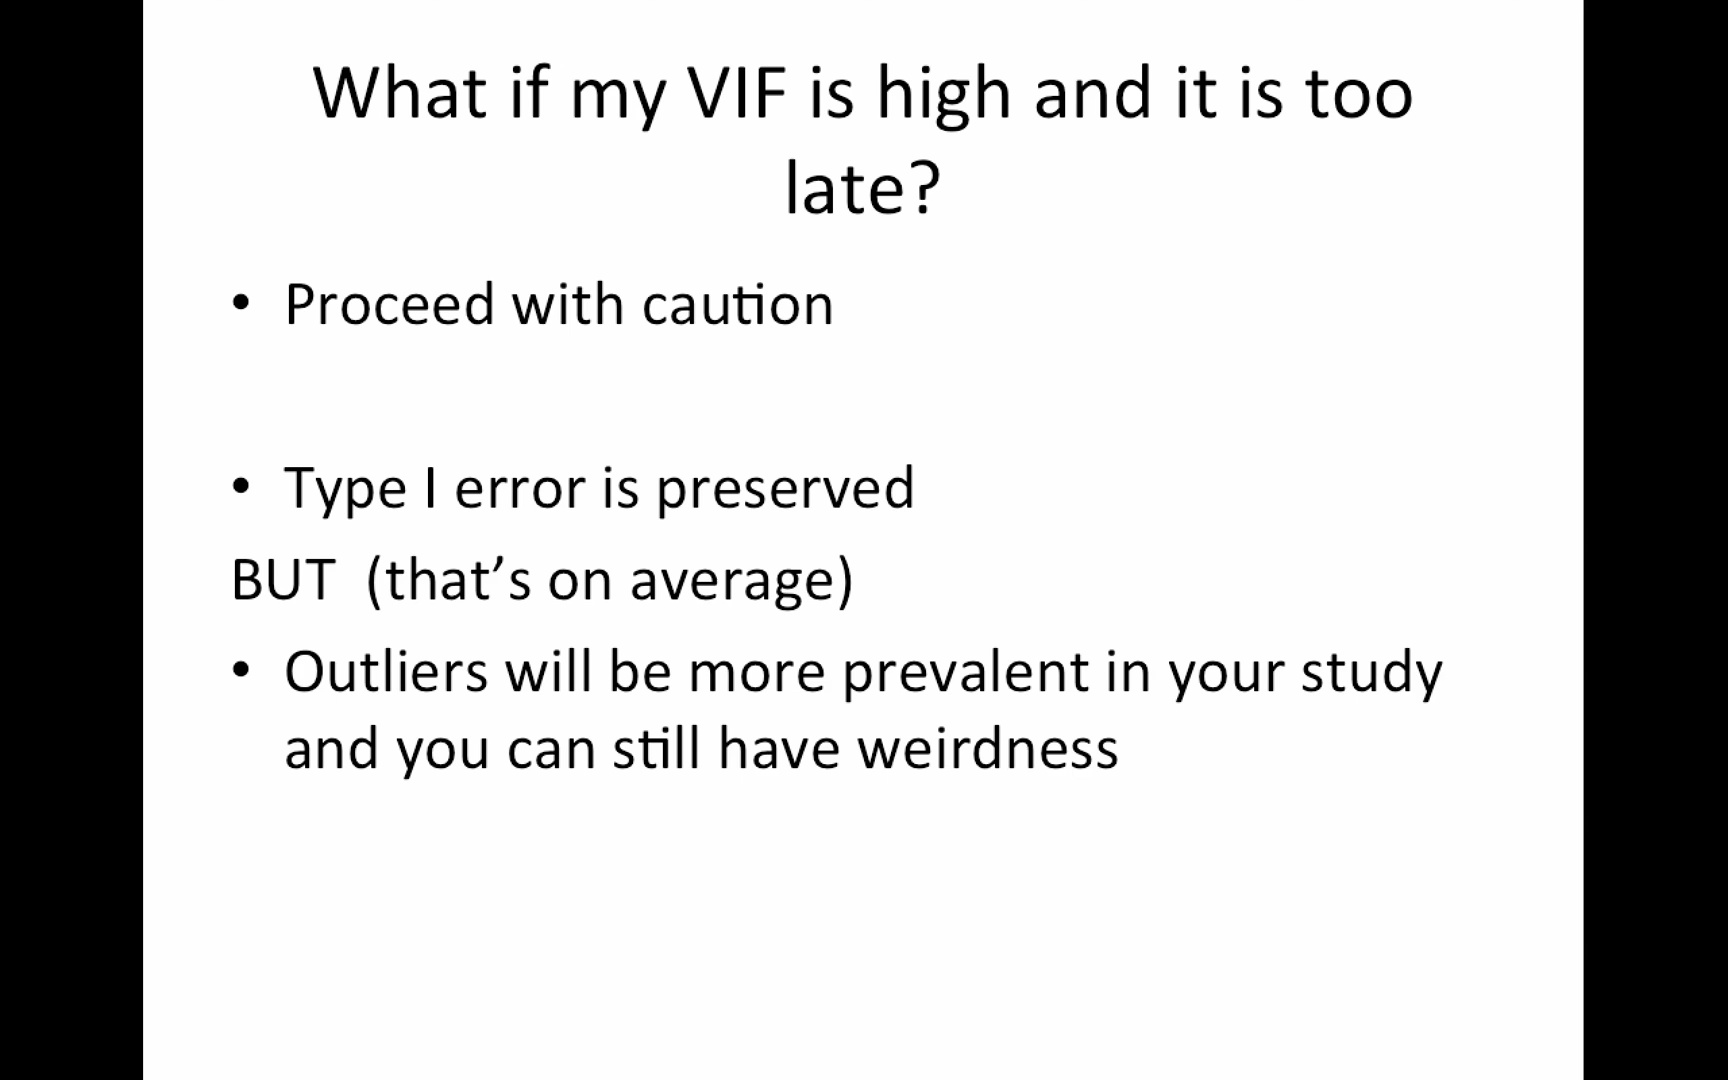 What if my VIF is high and it is too
late?
• Proceed with caution
• Type I error is preserved
BUT  (that’s on average)
• Outliers will be more prevalent in your study
and you can still have weirdness